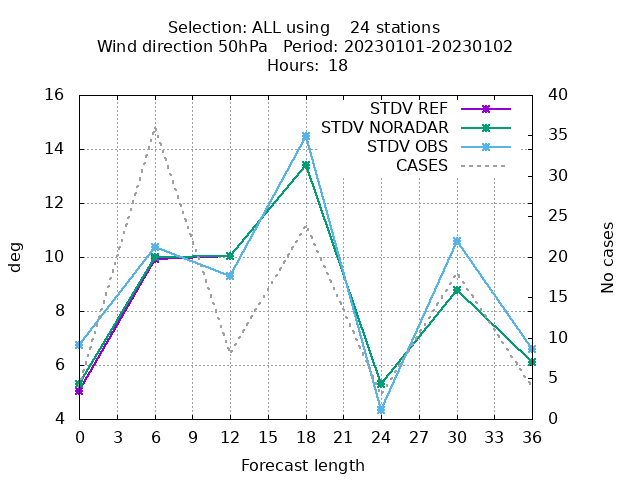 Selection: ALL using    24 stations
Wind direction 50hPa   Period: 20230101-20230102
Hours:  18
16
14
12
10
8
6
4
40
35
30
25
20
15
10
5
0
STDV REF
STDV NORADAR
STDV OBS
CASES
deg
No cases
0 3 6 9 12 15 18 21 24 27 30 33 36
Forecast length